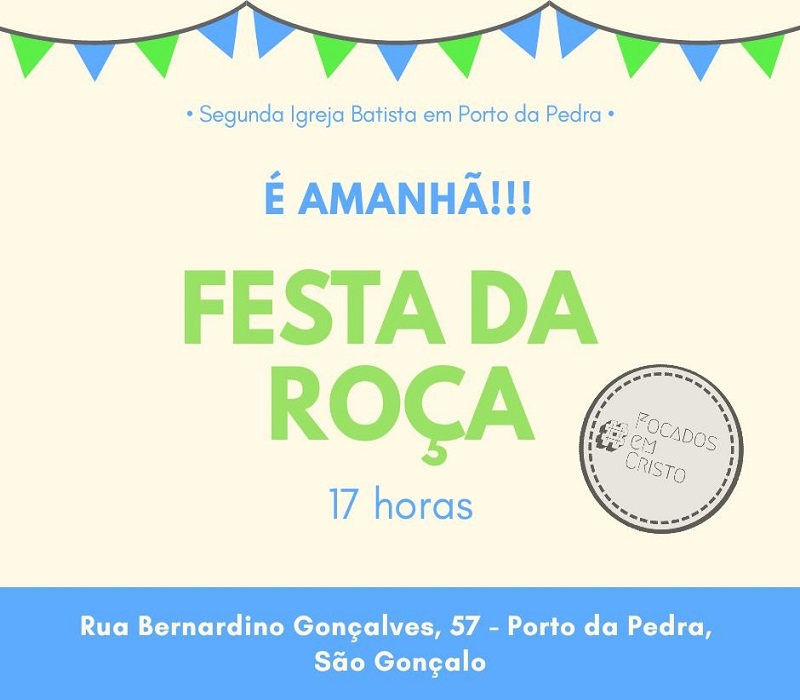 • Segunda Igreja Batista em Porto da Pedra •
É AMANHÃ!!!
FESTA DA
ROÇA
17 horas
#
FOCADOS
EM
CRISTO
Rua Bernardino Gonçalves, 57 - Porto da Pedra,
São Gonçalo